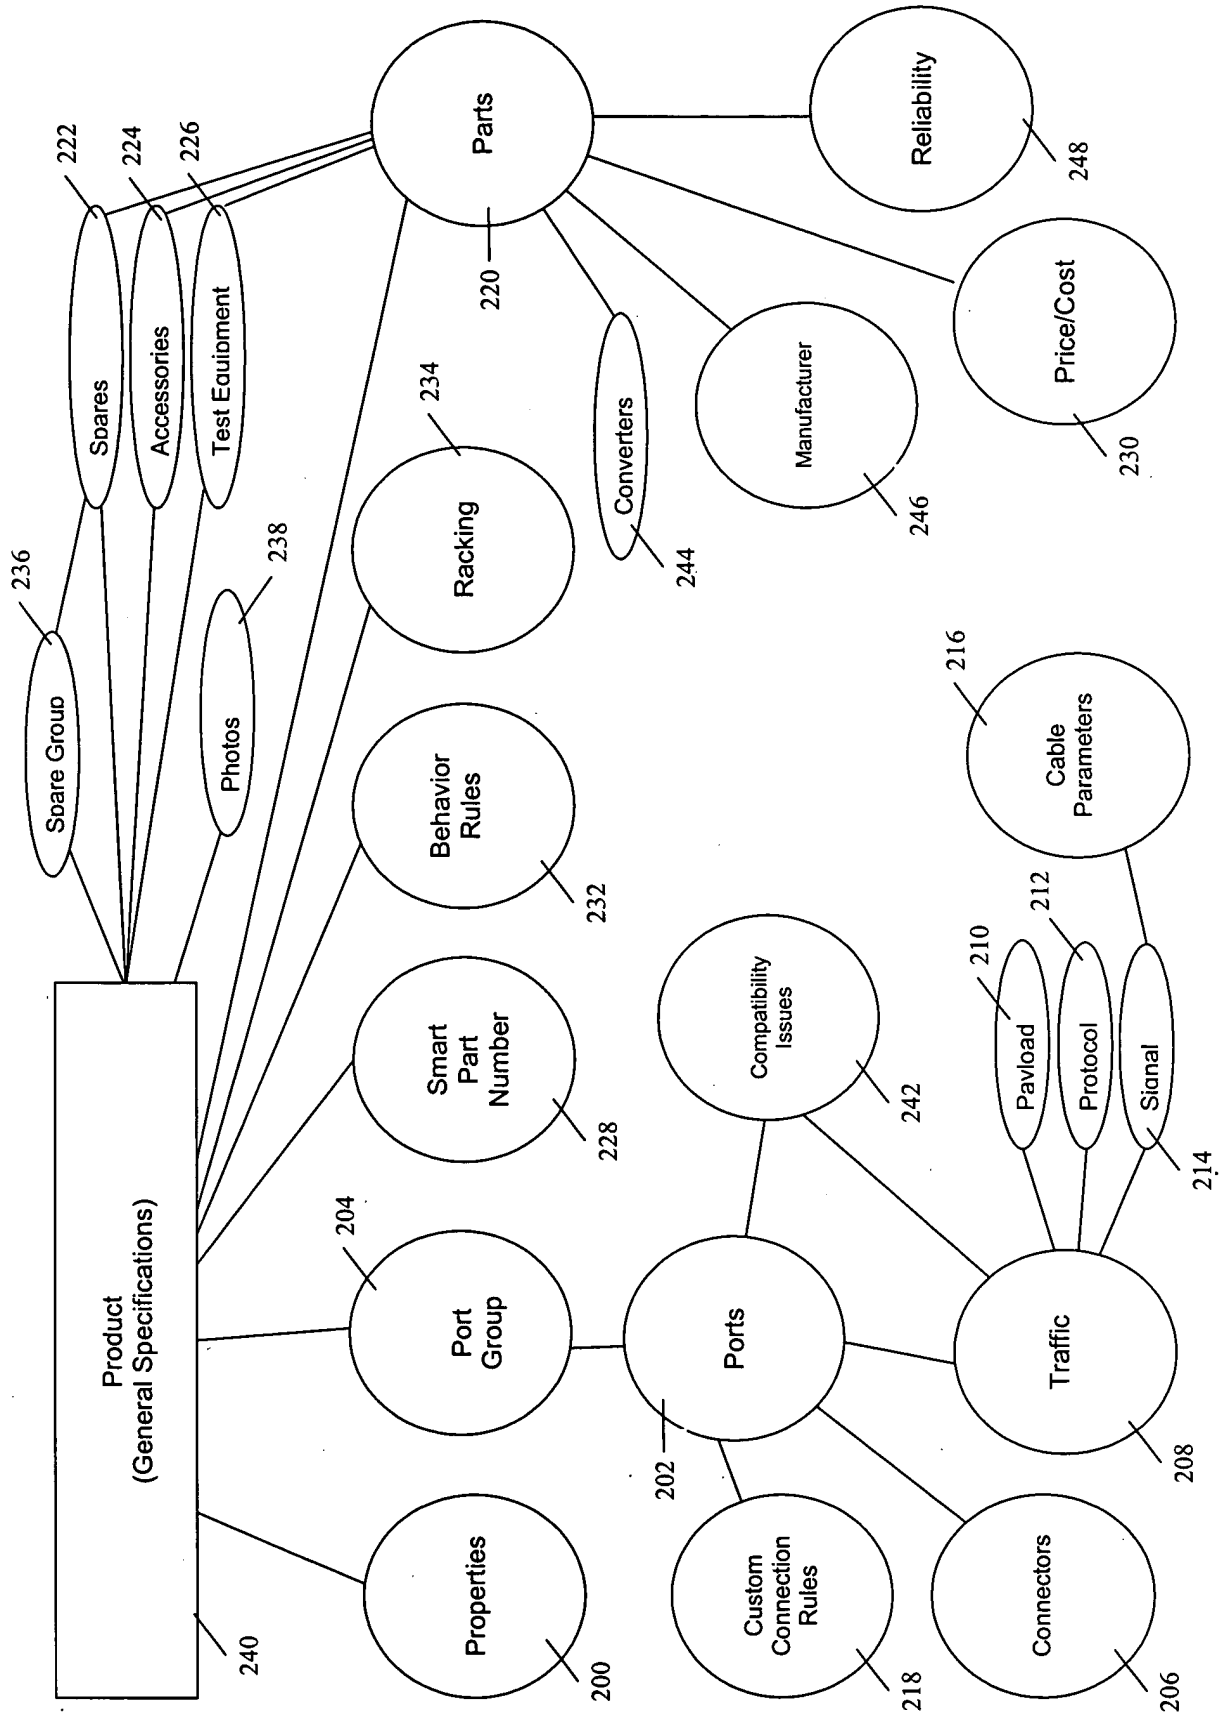 Product
(General Specifications)
240
Spare Group
236
Spares
222
Accessories
224
Test Equipment
226
Photos
238
Properties
200
Port
Group
204
Smart
Part
Number
228
Behavior
Rules
232
Racking
234
Parts
220
Custom
Connection
Rules
218
Ports
202
Compatibility
Issues
242
Converters
244
Manufacturer
246
Price/Cost
230
Reliability
248
Connectors
206
Traffic
208
Payload
210
Protocol
212
Signal
214
Cable
Parameters
216